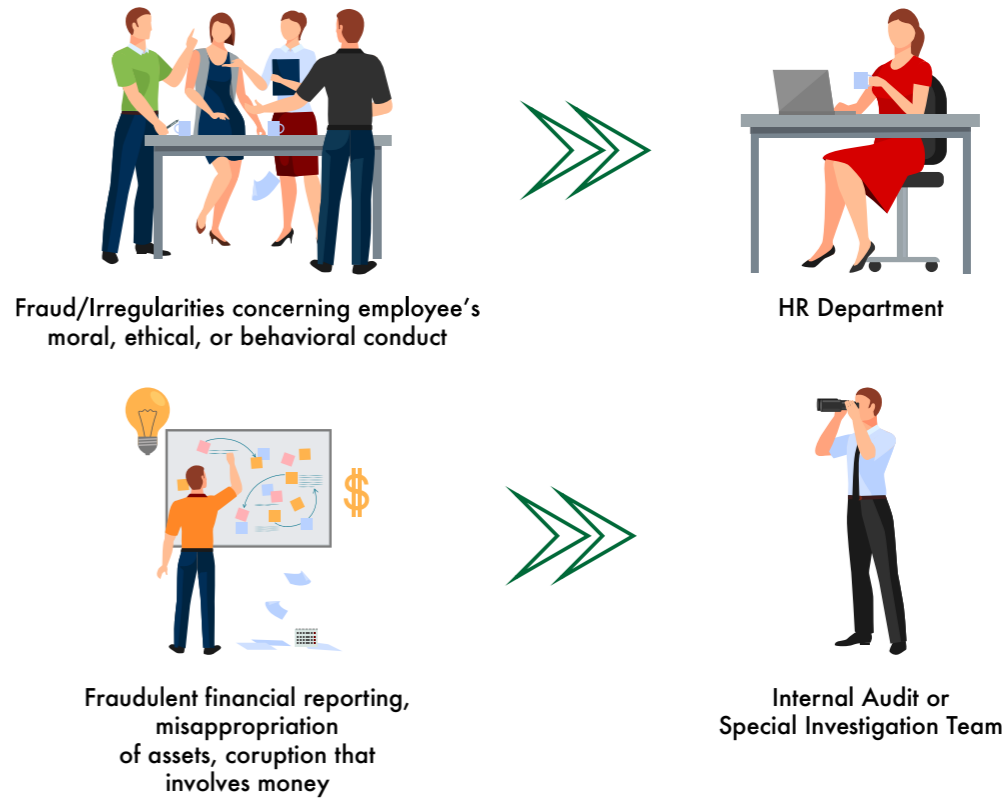 Fraud/Irregularities concerning employee’s
moral, ethical, or behavioral conduct
HR Department
$
Fraudulent financial reporting,
misappropriation
of assets, coruption that
involves money
Internal Audit or
Special Investigation Team